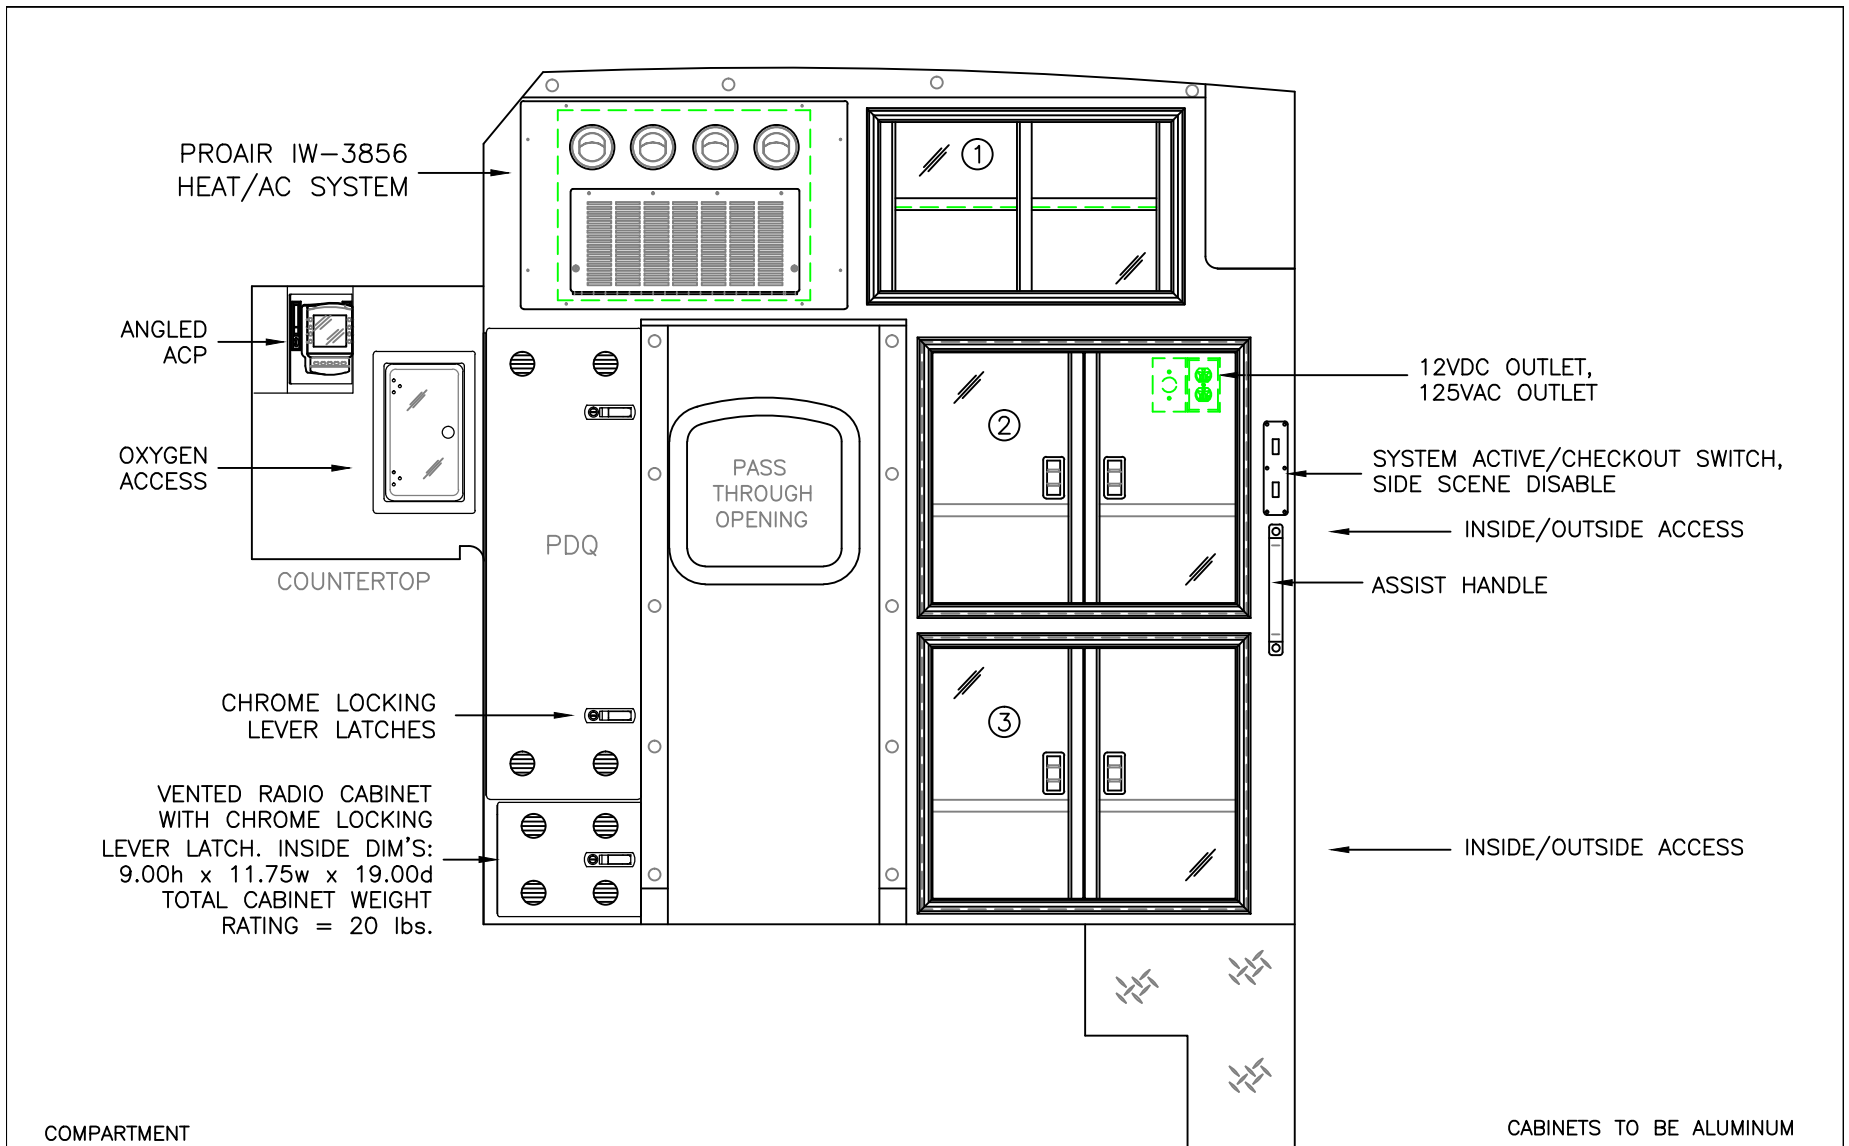 PROAIR IW-3856
HEAT/AC SYSTEM
1
ANGLED
ACP
OXYGEN
ACCESS
COUNTERTOP
PDQ
PASS
THROUGH
OPENING
2
12VDC OUTLET,
125VAC OUTLET
SYSTEM ACTIVE/CHECKOUT SWITCH,
SIDE SCENE DISABLE
INSIDE/OUTSIDE ACCESS
ASSIST HANDLE
CHROME LOCKING
LEVER LATCHES
3
VENTED RADIO CABINET
WITH CHROME LOCKING
LEVER LATCH. INSIDE DIM'S:
9.00h x 11.75w x 19.00d
TOTAL CABINET WEIGHT
RATING = 20 lbs.
INSIDE/OUTSIDE ACCESS
COMPARTMENT
CABINETS TO BE ALUMINUM